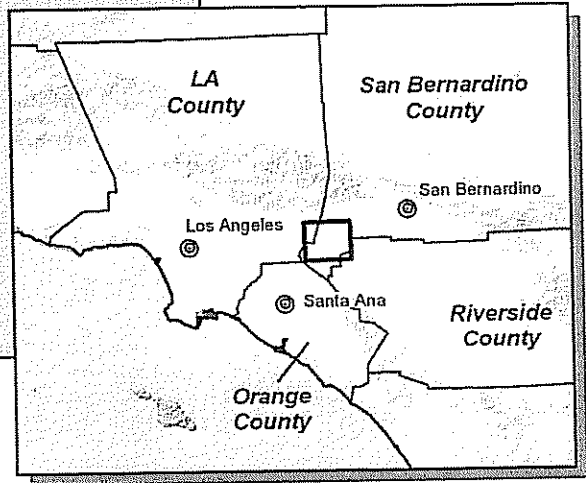 LA
County
San Bernardino
County
San Bernardino
Los Angeles
Santa Ana
Riverside
County
Orange
County